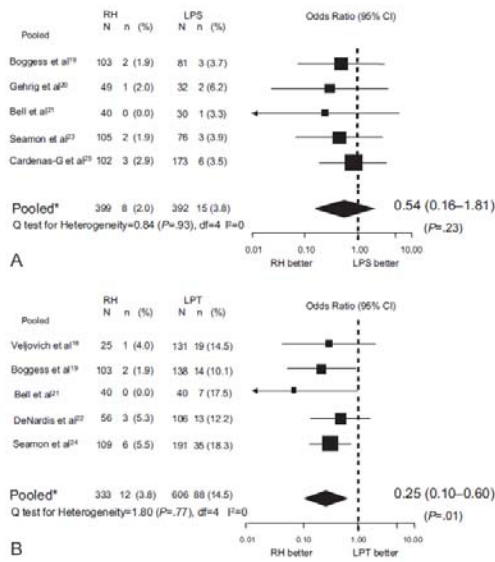 RH LPS
Pooled N n (%) N n (%) Odds Ratio (95% CI)
Boggess et al19 103 2 (1.9) 81 3 (3.7)
Gehrig et al20 49 1 (2.0) 32 2 (6.2)
Bell et al21 40 0 (0.0) 30 1 (3.3)
Seamon et al23 105 2 (1.9) 76 3 (3.9)
Cardenas-G et al25 102 3 (2.9) 173 6 (3.5)
Pooled* 399 8 (2.0) 392 15 (3.8) 0.54 (0.16–1.81)
Q test for Heterogeneity=0.84 (P=.93), df=4 I²=0 (P=.23)
0.01 0.10 1.00 10.00
A RH better LPS better
RH LPT
Pooled N n (%) N n (%) Odds Ratio (95% CI)
Veljovich et al18 25 1 (4.0) 131 19 (14.5)
Boggess et al19 103 2 (1.9) 138 14 (10.1)
Bell et al21 40 0 (0.0) 40 7 (17.5)
DeNardis et al22 56 3 (5.3) 106 13 (12.2)
Seamon et al24 109 6 (5.5) 191 35 (18.3)
Pooled* 333 12 (3.8) 606 88 (14.5) 0.25 (0.10–0.60)
Q test for Heterogeneity=1.80 (P=.77), df=4 I²=0 (P=.01)
0.01 0.10 1.00 10.00
B RH better LPT better